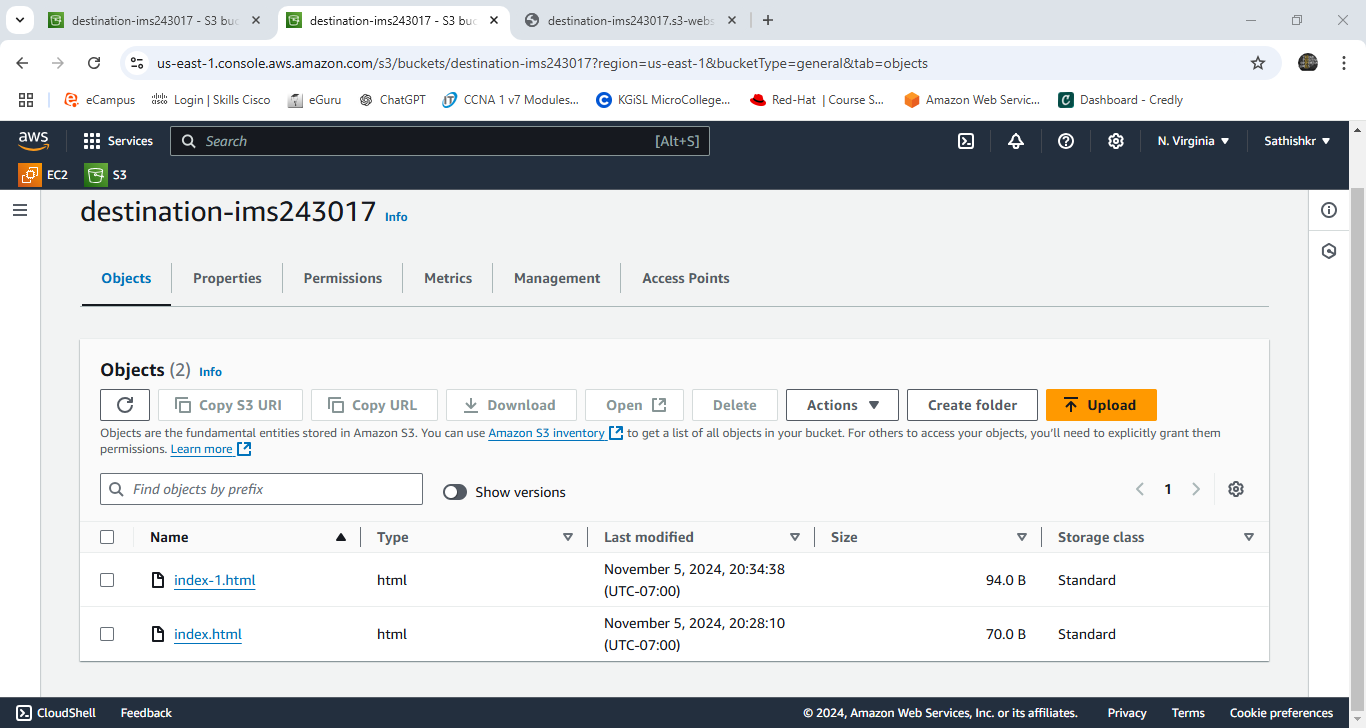 destination-ims243017 - S3 buc
destination-ims243017 - S3 buc
destination-ims243017.s3-webs
us-east-1.console.aws.amazon.com/s3/buckets/destination-ims243017?region=us-east-1&bucketType=general&tab=objects
eCampus
Login | Skills Cisco
eGuru
ChatGPT
CCNA 1 v7 Modules...
KGiSL MicroCollege...
Red-Hat | Course S...
Amazon Web Servic...
Dashboard - Credly
aws
Services
Search
[Alt+S]
N. Virginia
Sathishkr
EC2
S3
destination-ims243017 Info
Objects
Properties
Permissions
Metrics
Management
Access Points
Objects (2) Info
Copy S3 URI
Copy URL
Download
Open
Delete
Actions
Create folder
Upload
Objects are the fundamental entities stored in Amazon S3. You can use Amazon S3 inventory to get a list of all objects in your bucket. For others to access your objects, you'll need to explicitly grant them
permissions. Learn more
Find objects by prefix
Show versions
1
Name
Type
Last modified
Size
Storage class
index-1.html
html
November 5, 2024, 20:34:38
(UTC-07:00)
94.0 B
Standard
index.html
html
November 5, 2024, 20:28:10
(UTC-07:00)
70.0 B
Standard
CloudShell
Feedback
© 2024, Amazon Web Services, Inc. or its affiliates.
Privacy
Terms
Cookie preferences